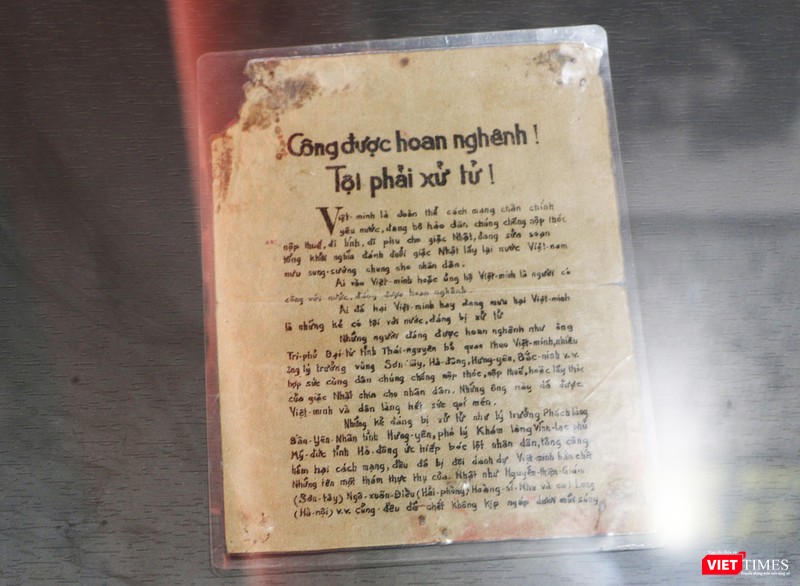 Công được hoan nghênh !
Tội phải xử tử !
Việt-minh là đoàn thể cách mạng chân chính
yêu nước, đang hô hào dân chúng chống nộp thóc
nộp thuế, đi lính, đi phu cho giặc Nhật, đang sửa soạn
tổng khởi nghĩa đánh đuổi giặc Nhật lấy lại nước Việt-nam
mưu sung-sướng chung cho nhân dân.
Ai vào Việt-minh hoặc ủng hộ Việt-minh là người có
công với nước, đáng được hoan nghênh.
Ai đã hại Việt-minh hay đang mưu hại Việt-minh
là những kẻ có tội với nước, đáng bị xử tử
Những người đáng được hoan nghênh như ông
Tri-phủ Đại-từ tỉnh Thái-nguyên bỏ quan theo Việt-minh, nhiều
ông lý trưởng vùng Sơn-tây, Hà-đông, Hưng-yên, Bắc-ninh v.v.
hợp sức cùng dân chúng chống nộp thóc, nộp thuế, hoặc lấy thóc
của giặc Nhật chia cho nhân dân. Những ông này đã được
Việt-minh và dân làng hết sức quí mến.
Những kẻ đáng bị xử tử như lý trưởng Phách làng
Bần-Yên-Nhân tỉnh Hưng-yên, phó lý Khám làng Vĩnh-lạc phủ
Mỹ-đức tỉnh Hà-đông ức hiếp bóc lột nhân dân, tống công
hãm hại cách mạng, đều đã bị đội danh dự Việt-minh bắn chết
Những tên mật thám thực thụ của Nhật như Nguyễn-thiện-Giản
(Sơn-tây) Ngô-xuân-Điều (Hải-phòng) Hoàng-sĩ-Nhu và cai Long
(Hà-nội) v.v. cũng đều đã chết không kịp ngáp dưới mũi súng
VIETTIMES